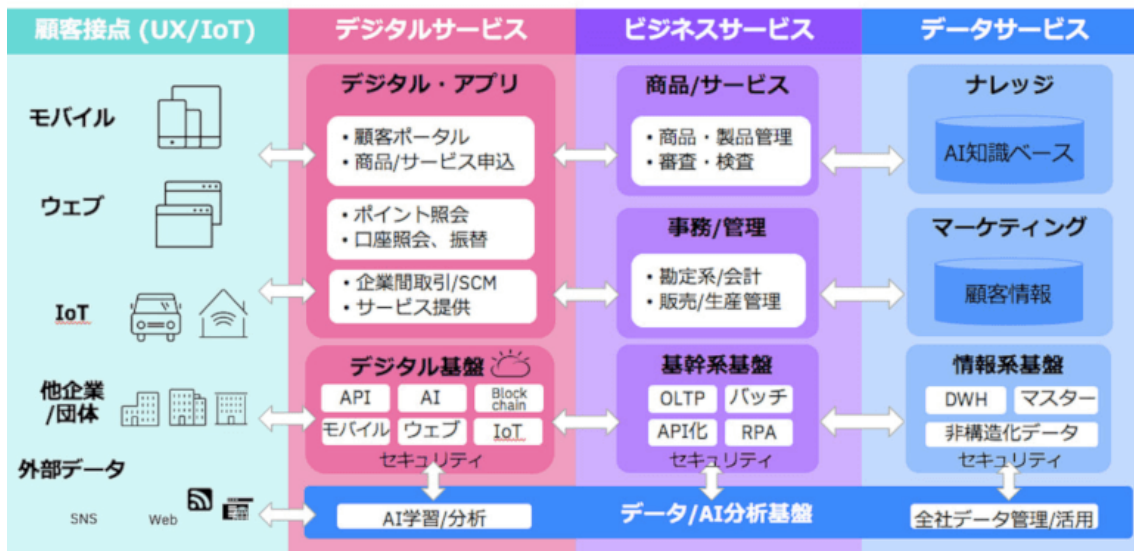 顧客接点 (UX/IoT)
モバイル
ウェブ
IoT
他企業
/団体
外部データ
SNS
Web
デジタルサービス
デジタル・アプリ
・顧客ポータル
・商品/サービス申込
・ポイント照会
・口座照会、振替
・企業間取引/SCM
・サービス提供
デジタル基盤
API
AI
Block
chain
モバイル
ウェブ
IoT
セキュリティ
ビジネスサービス
商品/サービス
・商品・製品管理
・審査・検査
事務/管理
・勘定系/会計
・販売/生産管理
基幹系基盤
OLTP
バッチ
API化
RPA
セキュリティ
データサービス
ナレッジ
AI知識ベース
マーケティング
顧客情報
情報系基盤
DWH
マスター
非構造化データ
セキュリティ
AI学習/分析
データ/AI分析基盤
全社データ管理/活用